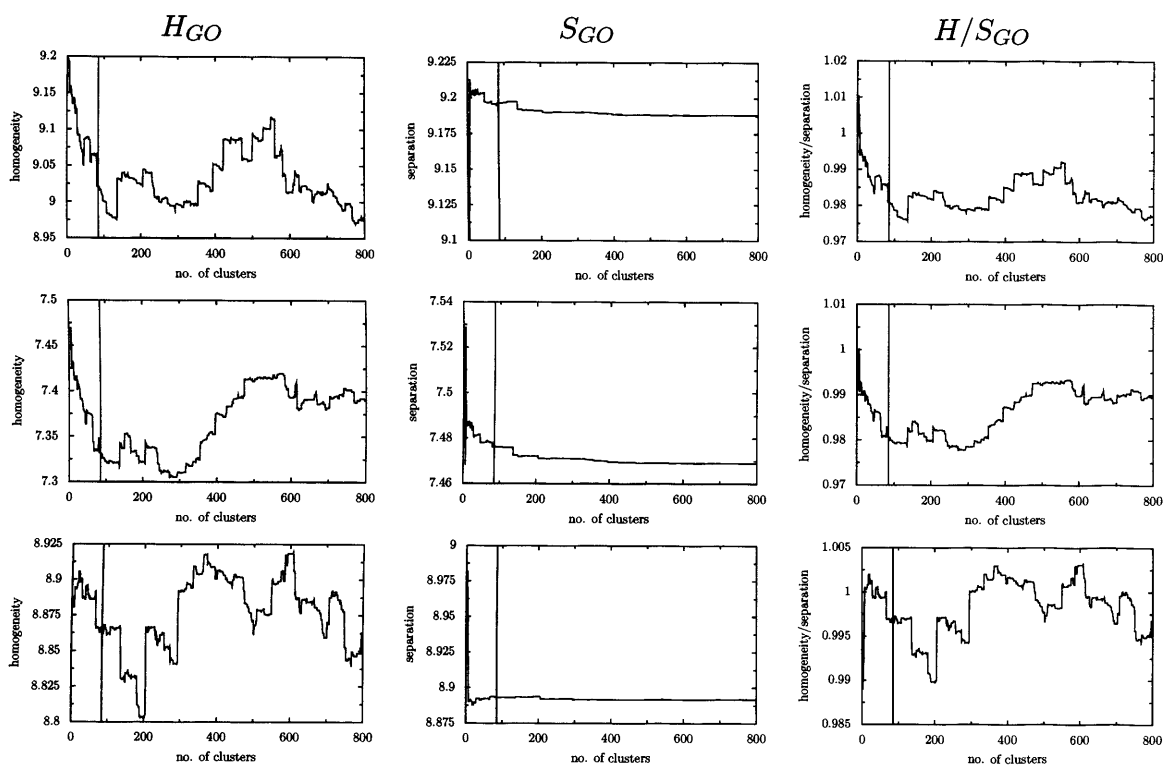 H_GO
S_GO
H/S_GO
homogeneity
9.2
9.15
9.1
9.05
9
8.95
0 200 400 600 800
no. of clusters
separation
9.225
9.2
9.175
9.15
9.125
9.1
0 200 400 600 800
no. of clusters
homogeneity/separation
1.02
1.01
1
0.99
0.98
0.97
0 200 400 600 800
no. of clusters
homogeneity
7.5
7.45
7.4
7.35
7.3
0 200 400 600 800
no. of clusters
separation
7.54
7.52
7.5
7.48
7.46
0 200 400 600 800
no. of clusters
homogeneity/separation
1.01
1
0.99
0.98
0.97
0 200 400 600 800
no. of clusters
homogeneity
8.925
8.9
8.875
8.85
8.825
8.8
0 200 400 600 800
no. of clusters
separation
9
8.975
8.95
8.925
8.9
8.875
0 200 400 600 800
no. of clusters
homogeneity/separation
1.005
1
0.995
0.99
0.985
0 200 400 600 800
no. of clusters